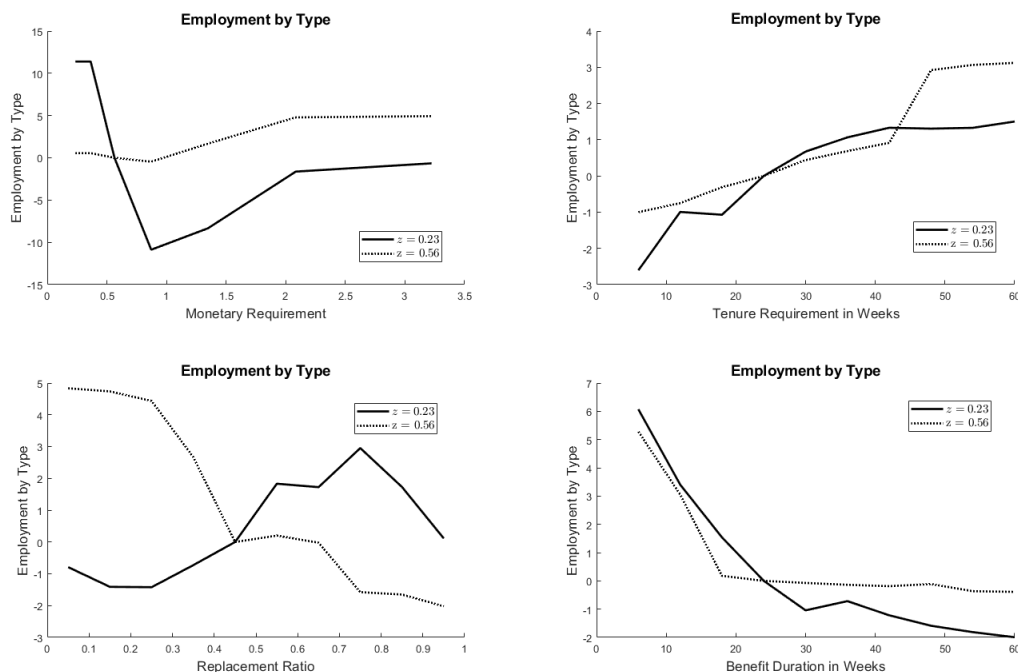 Employment by Type
Employment by Type
15
10
5
0
-5
-10
-15
0 0.5 1 1.5 2 2.5 3 3.5
Monetary Requirement
z = 0.23
z = 0.56
Employment by Type
Employment by Type
4
3
2
1
0
-1
-2
-3
0 10 20 30 40 50 60
Tenure Requirement in Weeks
z = 0.23
z = 0.56
Employment by Type
Employment by Type
5
4
3
2
1
0
-1
-2
-3
0 0.1 0.2 0.3 0.4 0.5 0.6 0.7 0.8 0.9 1
Replacement Ratio
z = 0.23
z = 0.56
Employment by Type
Employment by Type
7
6
5
4
3
2
1
0
-1
-2
0 10 20 30 40 50 60
Benefit Duration in Weeks
z = 0.23
z = 0.56